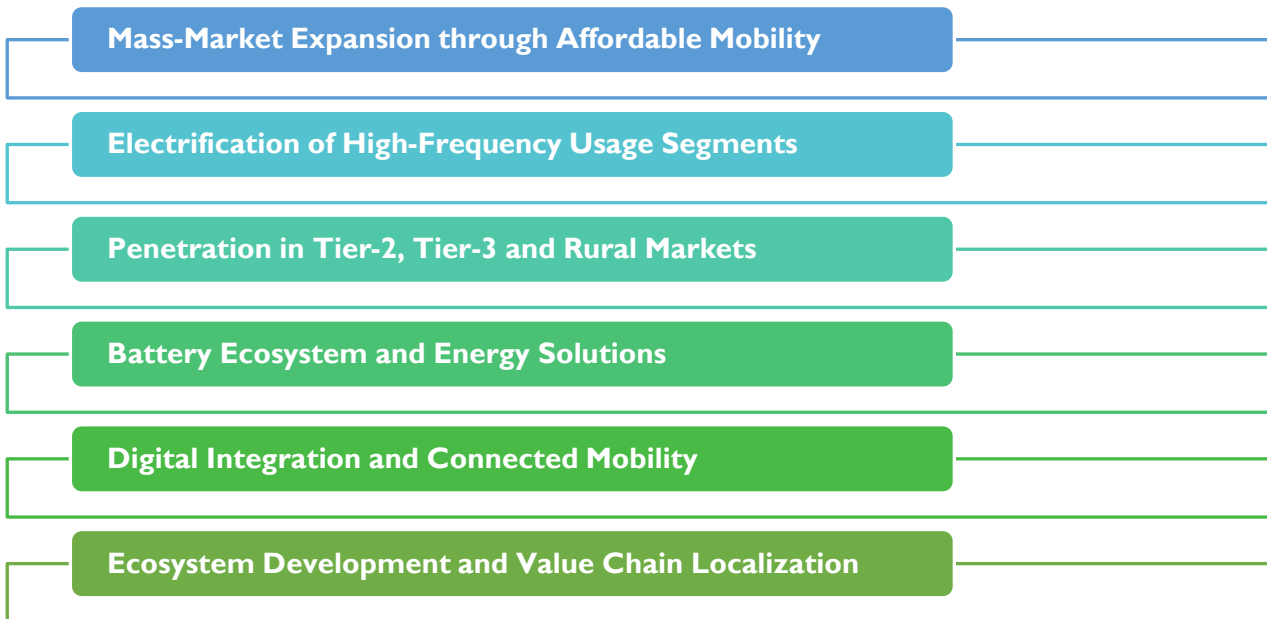 Mass-Market Expansion through Affordable Mobility
Electrification of High-Frequency Usage Segments
Penetration in Tier-2, Tier-3 and Rural Markets
Battery Ecosystem and Energy Solutions
Digital Integration and Connected Mobility
Ecosystem Development and Value Chain Localization